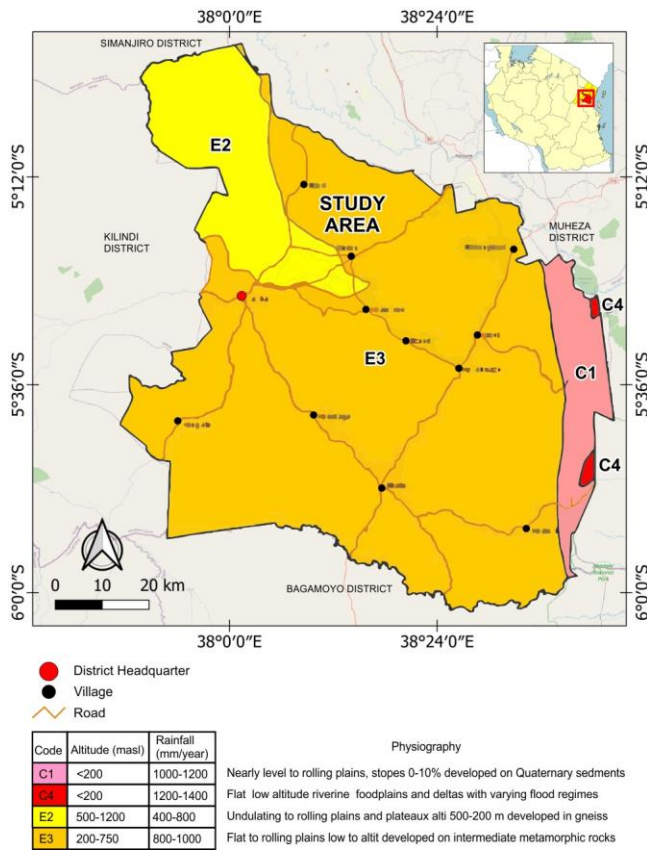 38°0'0"E 38°24'0"E
SIMANJIRO DISTRICT
E2
5°12'0"S 5°12'0"S
STUDY
AREA
KILINDI
DISTRICT
MUHEZA
DISTRICT
C4
E3
C1
5°36'0"S 5°36'0"S
C4
0 10 20 km
BAGAMOYO DISTRICT
6°0'0"S 6°0'0"S
38°0'0"E 38°24'0"E
District Headquarter
Village
Road
Code Altitude (masl) Rainfall (mm/year) Physiography
C1 <200 1000-1200 Nearly level to rolling plains, stopes 0-10% developed on Quaternary sediments
C4 <200 1200-1400 Flat low altitude riverine foodplains and deltas with varying flood regimes
E2 500-1200 400-800 Undulating to rolling plains and plateaux alti 500-200 m developed in gneiss
E3 200-750 800-1000 Flat to rolling plains low to altit developed on intermediate metamorphic rocks